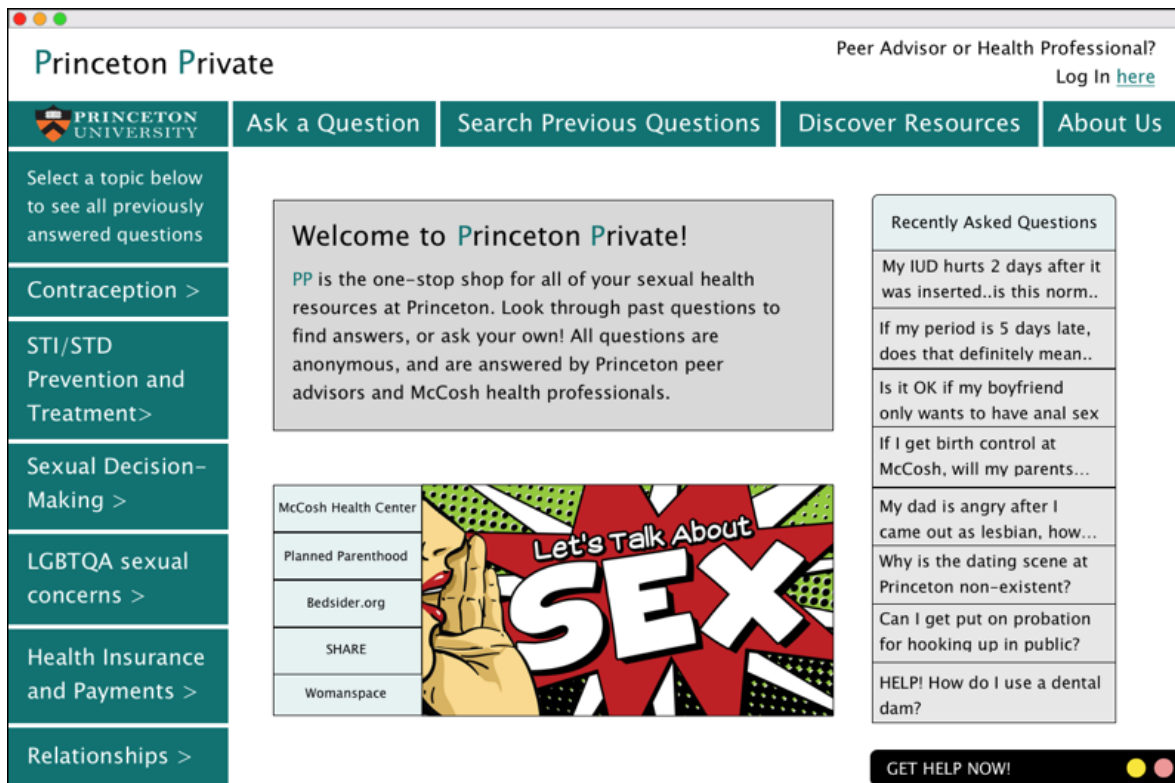 Princeton Private
Peer Advisor or Health Professional?
Log In here
PRINCETON
UNIVERSITY
Ask a Question
Search Previous Questions
Discover Resources
About Us
Select a topic below
to see all previously
answered questions
Contraception >
STI/STD
Prevention and
Treatment>
Sexual Decision-
Making >
LGBTQA sexual
concerns >
Health Insurance
and Payments >
Relationships >
Welcome to Princeton Private!
PP is the one-stop shop for all of your sexual health
resources at Princeton. Look through past questions to
find answers, or ask your own! All questions are
anonymous, and are answered by Princeton peer
advisors and McCosh health professionals.
McCosh Health Center
Planned Parenthood
Bedsider.org
SHARE
Womanspace
Let's Talk About
SEX
Recently Asked Questions
My IUD hurts 2 days after it
was inserted..is this norm..
If my period is 5 days late,
does that definitely mean..
Is it OK if my boyfriend
only wants to have anal sex
If I get birth control at
McCosh, will my parents...
My dad is angry after I
came out as lesbian, how...
Why is the dating scene at
Princeton non-existent?
Can I get put on probation
for hooking up in public?
HELP! How do I use a dental
dam?
GET HELP NOW!